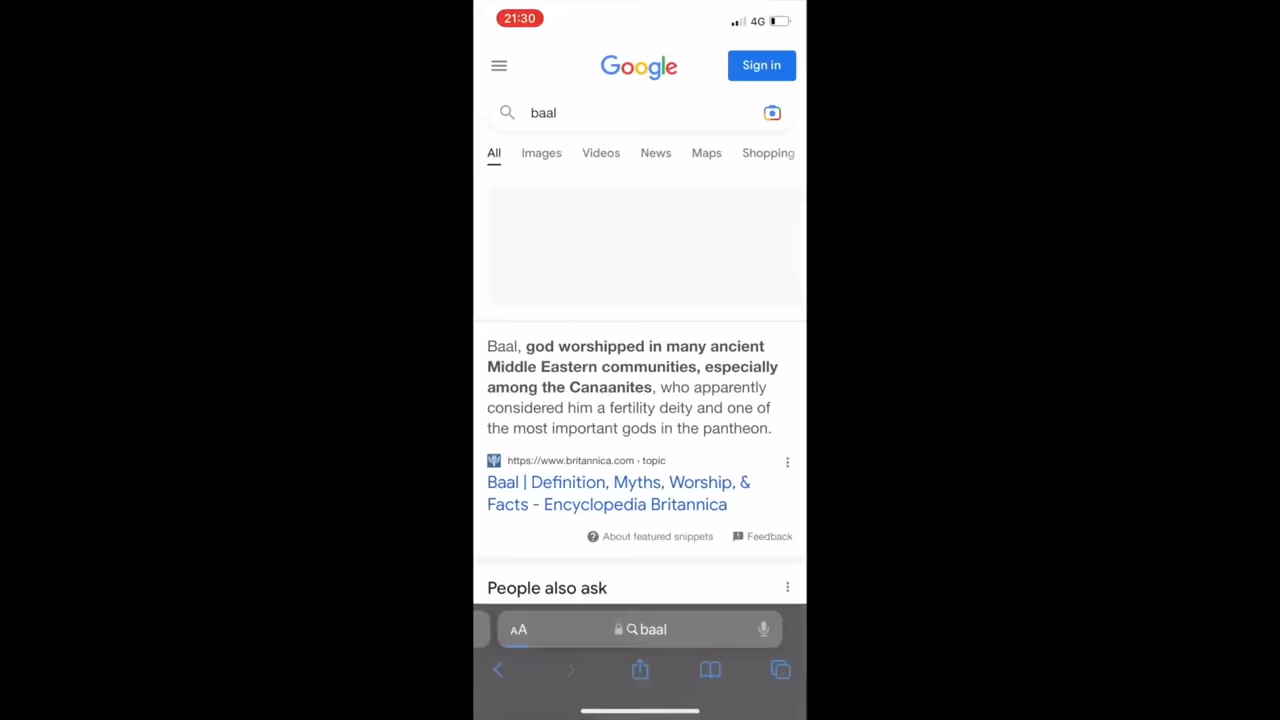 21:30
4G
Google
Sign in
baal
All Images Videos News Maps Shopping
Baal, god worshipped in many ancient
Middle Eastern communities, especially
among the Canaanites, who apparently
considered him a fertility deity and one of
the most important gods in the pantheon.
https://www.britannica.com › topic
Baal | Definition, Myths, Worship, &
Facts - Encyclopedia Britannica
About featured snippets Feedback
People also ask
AA baal